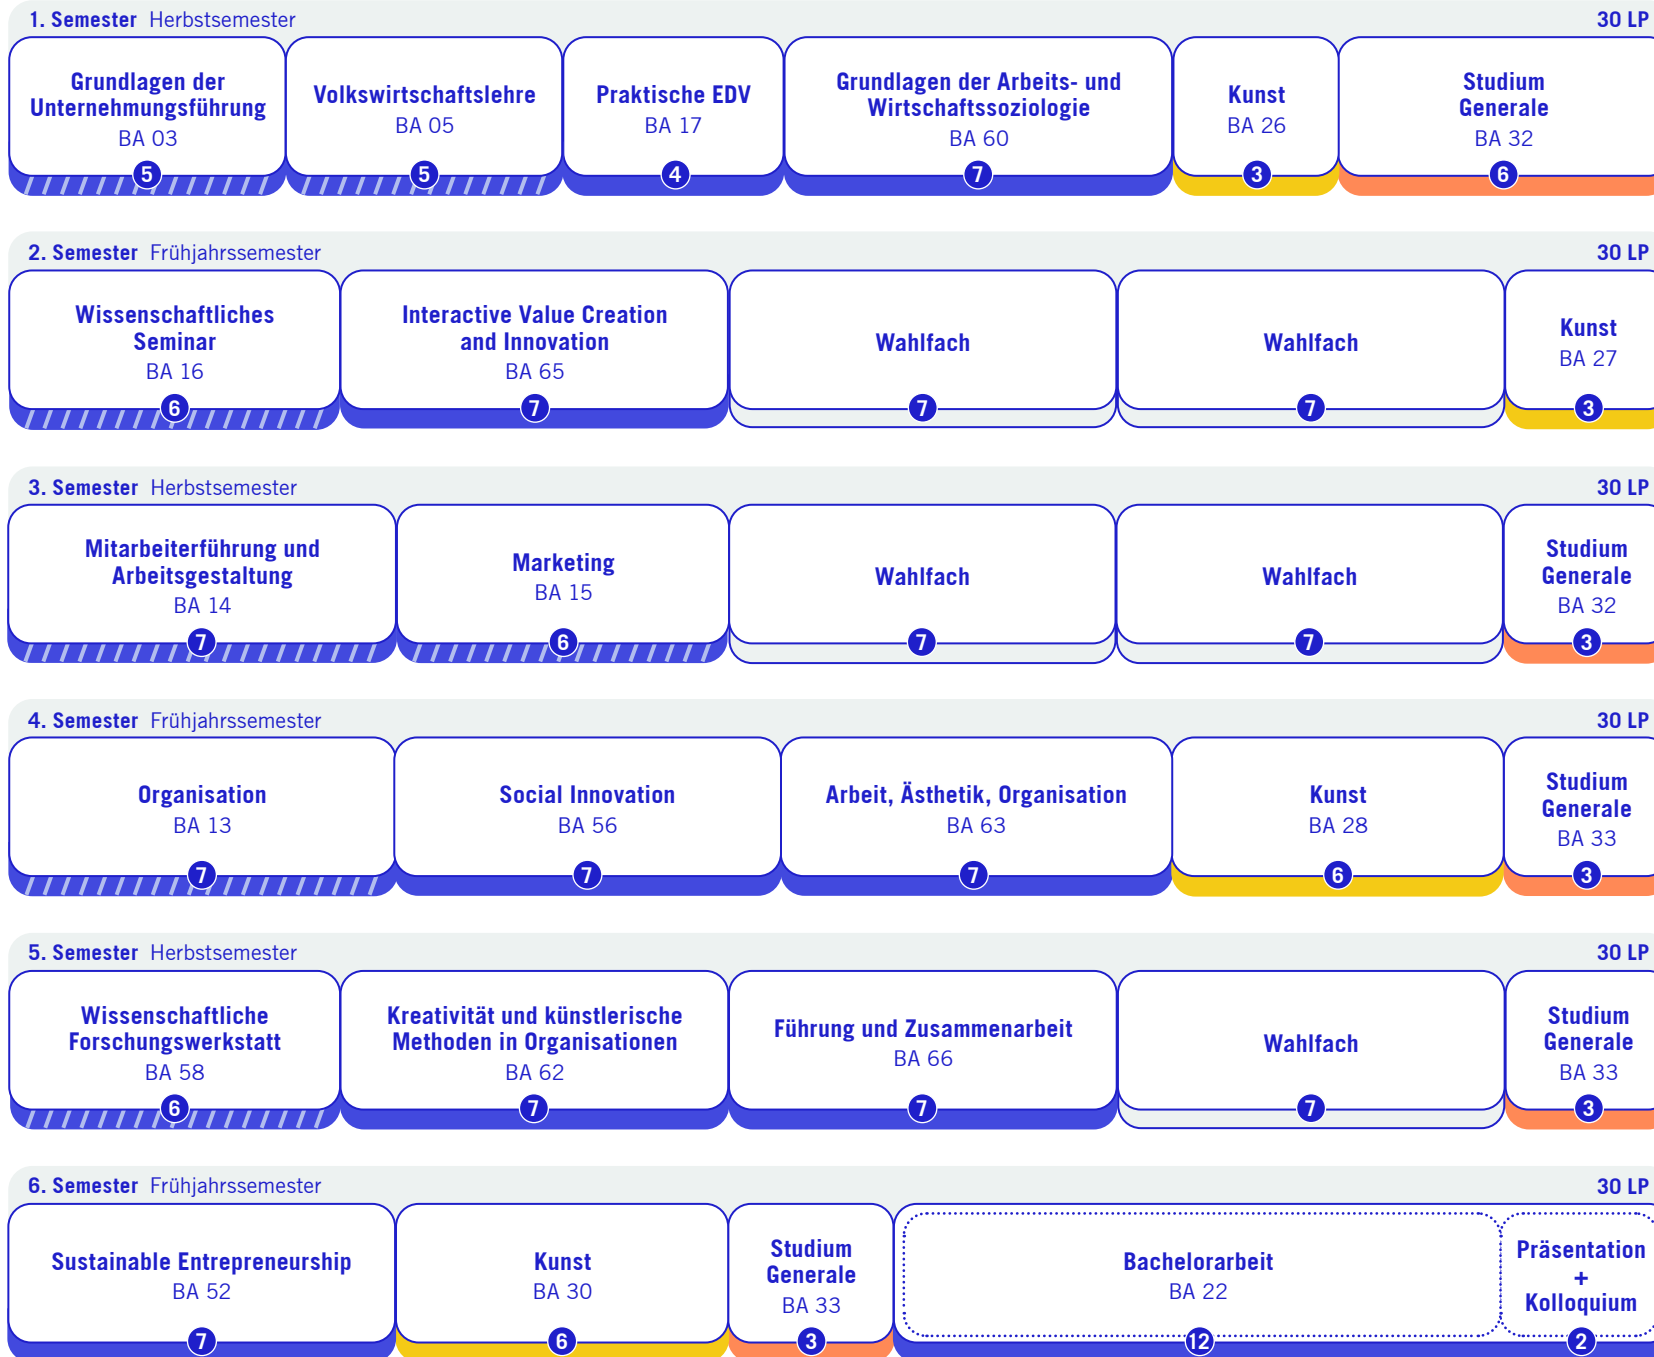 1. Semester Herbstsemester 30 LP
Grundlagen der
Unternehmungsführung
BA 03
5
Volkswirtschaftslehre
BA 05
5
Praktische EDV
BA 17
4
Grundlagen der Arbeits- und
Wirtschaftssoziologie
BA 60
7
Kunst
BA 26
3
Studium
Generale
BA 32
6
2. Semester Frühjahrssemester 30 LP
Wissenschaftliches
Seminar
BA 16
6
Interactive Value Creation
and Innovation
BA 65
7
Wahlfach
7
Wahlfach
7
Kunst
BA 27
3
3. Semester Herbstsemester 30 LP
Mitarbeiterführung und
Arbeitsgestaltung
BA 14
7
Marketing
BA 15
6
Wahlfach
7
Wahlfach
7
Studium
Generale
BA 32
3
4. Semester Frühjahrssemester 30 LP
Organisation
BA 13
7
Social Innovation
BA 56
7
Arbeit, Ästhetik, Organisation
BA 63
7
Kunst
BA 28
6
Studium
Generale
BA 33
3
5. Semester Herbstsemester 30 LP
Wissenschaftliche
Forschungswerkstatt
BA 58
6
Kreativität und künstlerische
Methoden in Organisationen
BA 62
7
Führung und Zusammenarbeit
BA 66
7
Wahlfach
7
Studium
Generale
BA 33
3
6. Semester Frühjahrssemester 30 LP
Sustainable Entrepreneurship
BA 52
7
Kunst
BA 30
6
Studium
Generale
BA 33
3
Bachelorarbeit
BA 22
12
Präsentation
+
Kolloquium
2